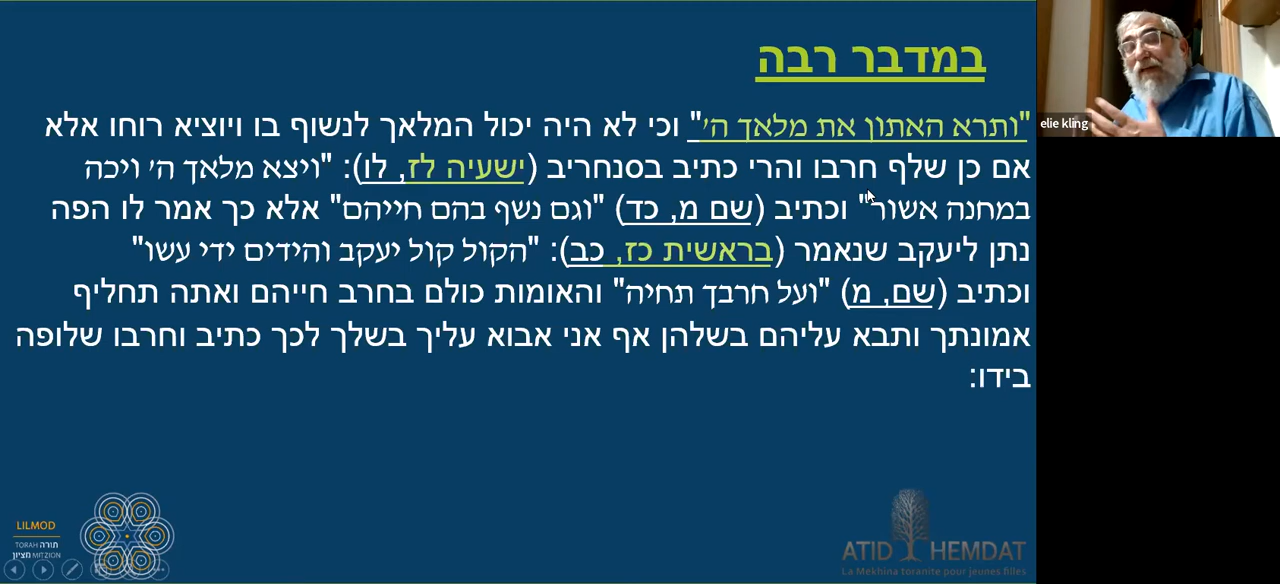 במדבר רבה
"ותרא האתון את מלאך ה'" וכי לא היה יכול המלאך לנשוף בו ויוציא רוחו אלא
אם כן שלף חרבו והרי כתיב בסנחריב (ישעיה לז, לו): "ויצא מלאך ה' ויכה
במחנה אשור" וכתיב (שם מ, כד) "וגם נשף בהם חייהם" אלא כך אמר לו הפה
נתן ליעקב שנאמר (בראשית כז, כב): "הקול קול יעקב והידים ידי עשו"
וכתיב (שם, מ) "ועל חרבך תחיה" והאומות כולם בחרב חייהם ואתה תחליף
אמונתך ותבא עליהם בשלהן אף אני אבוא עליך בשלך לכך כתיב וחרבו שלופה
בידו:
elie kling
LILMOD
TORAH תורה
מציון MITZION
ATID HEMDAT
La Mekhina toranite pour jeunes filles